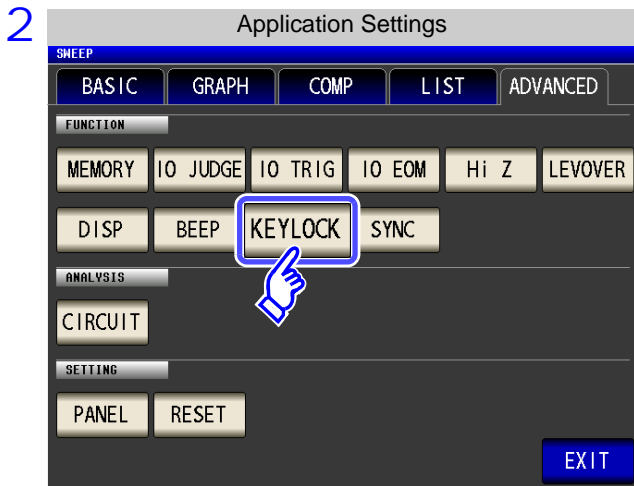 2
Application Settings
SWEEP
BASIC GRAPH COMP LIST ADVANCED
FUNCTION
MEMORY IO JUDGE IO TRIG IO EOM Hi Z LEVOVER
DISP BEEP KEYLOCK SYNC
ANALYSIS
CIRCUIT
SETTING
PANEL RESET
EXIT